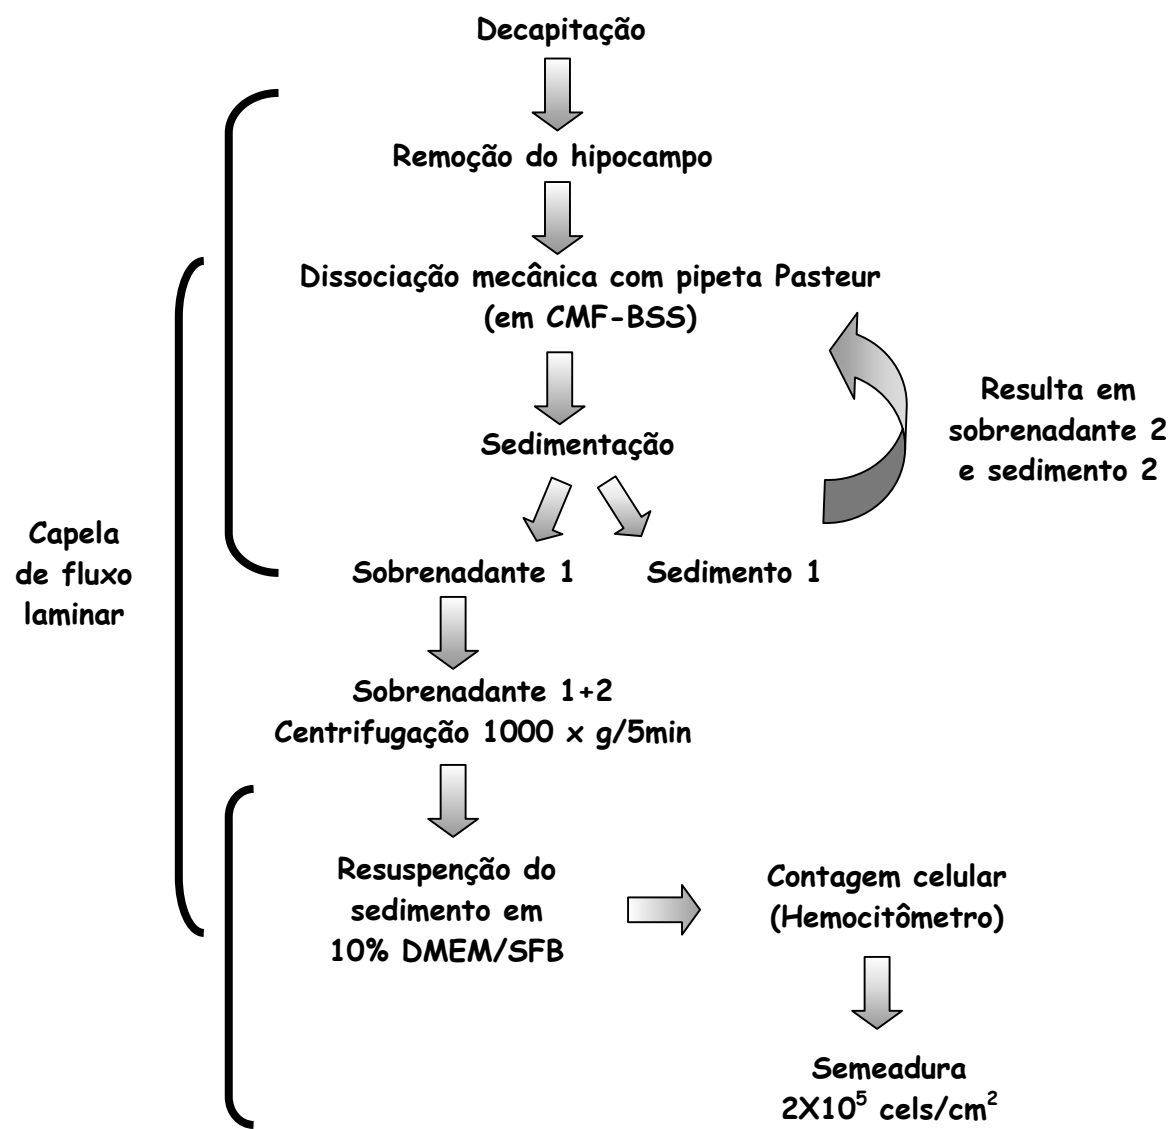 Decapitação
Remoção do hipocampo
Dissociação mecânica com pipeta Pasteur
(em CMF-BSS)
Resulta em
sobrenadante 2
e sedimento 2
Sedimentação
Capela
de fluxo
laminar
Sobrenadante 1
Sedimento 1
Sobrenadante 1+2
Centrifugação 1000 x g/5min
Resuspenção do
sedimento em
10% DMEM/SFB
Contagem celular
(Hemocitômetro)
Semeadura
2X10⁵ cels/cm²